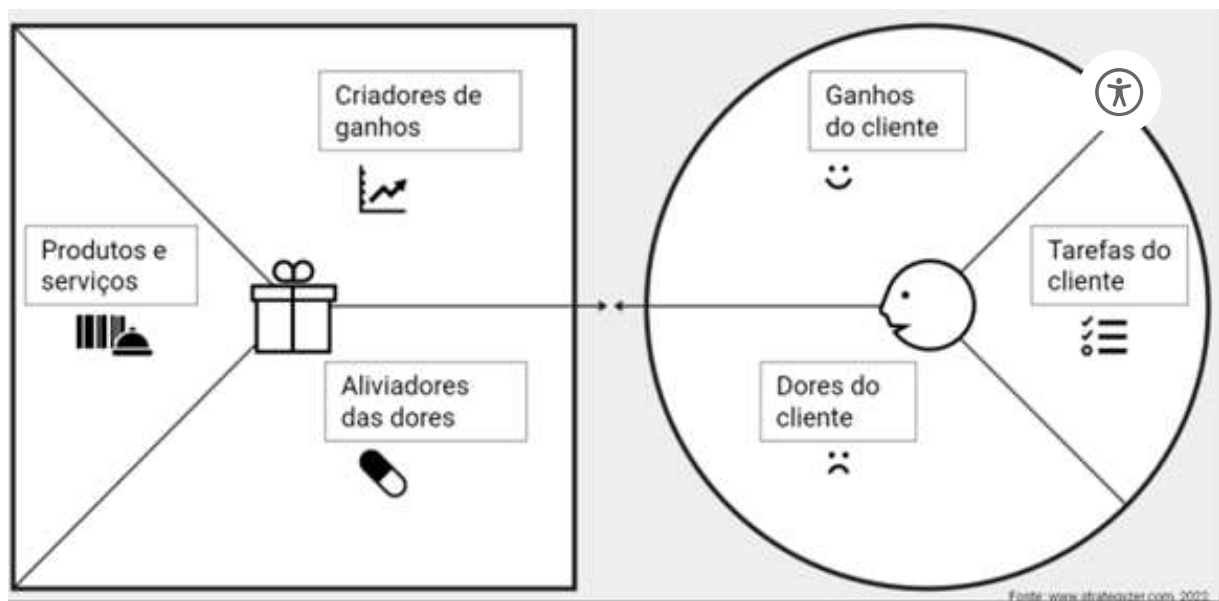 Criadores de
ganhos
Ganhos
do cliente
Produtos e
serviços
Tarefas do
cliente
Aliviadores
das dores
Dores do
cliente
Fonte: www.strategyzer.com, 2022